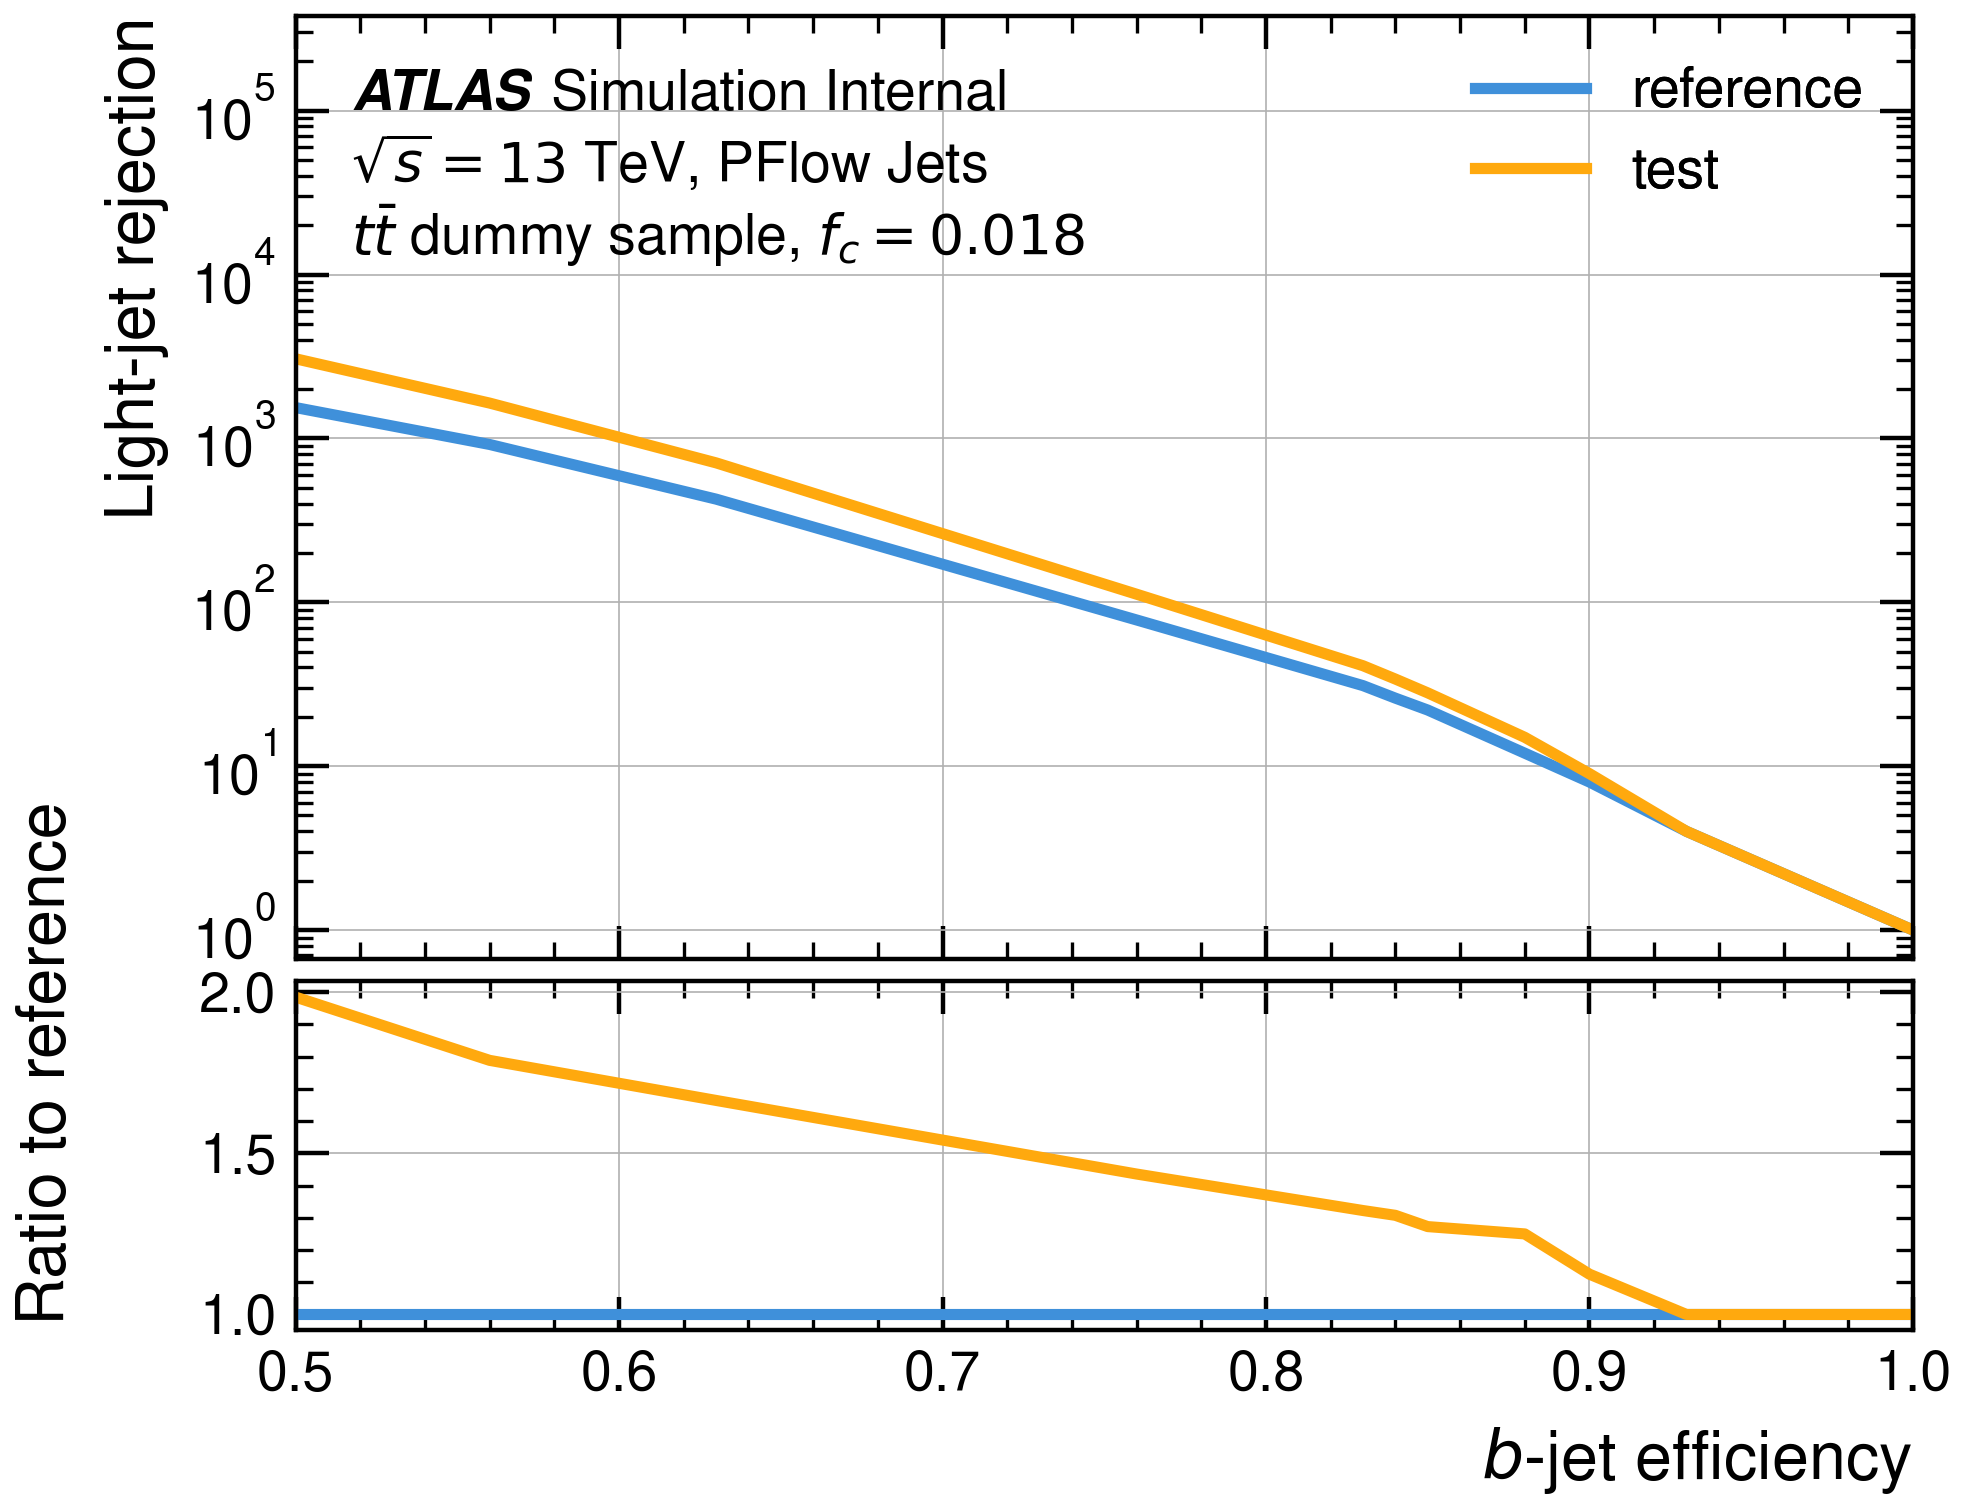 Light-jet rejection
10^5
10^4
10^3
10^2
10^1
10^0
ATLAS Simulation Internal
√s = 13 TeV, PFlow Jets
tt̄ dummy sample, f_c = 0.018
reference
test
Ratio to reference
2.0
1.5
1.0
0.5 0.6 0.7 0.8 0.9 1.0
b-jet efficiency